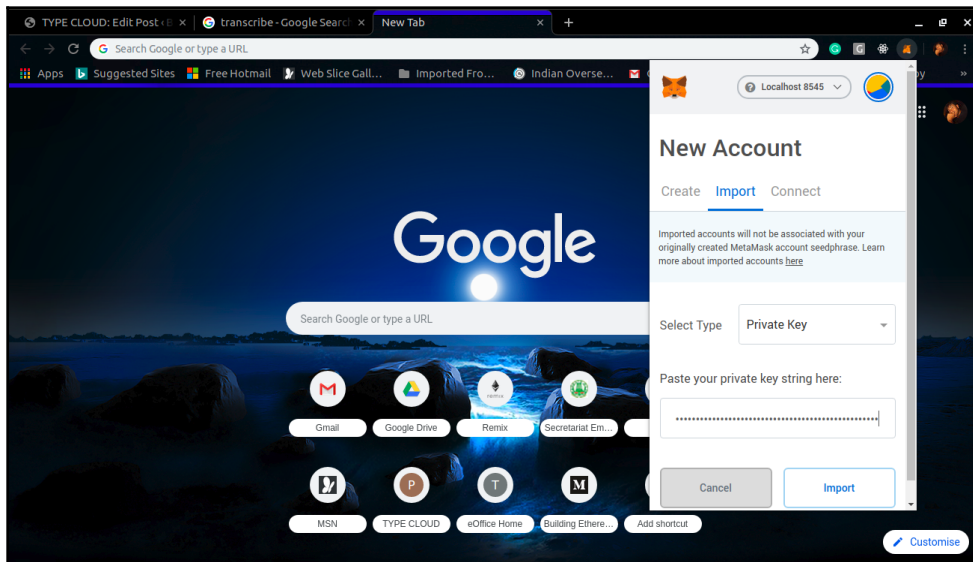 TYPE CLOUD: Edit Post ‹ B
transcribe - Google Search
New Tab
Search Google or type a URL
Apps
Suggested Sites
Free Hotmail
Web Slice Gall...
Imported Fro...
Indian Overse...
Localhost 8545
New Account
Create Import Connect
Imported accounts will not be associated with your
originally created MetaMask account seedphrase. Learn
more about imported accounts here
Google
Search Google or type a URL
Select Type
Private Key
Paste your private key string here:
Cancel
Import
Gmail
Google Drive
Remix
Secretariat Em...
MSN
TYPE CLOUD
eOffice Home
Building Ethere...
Add shortcut
Customise